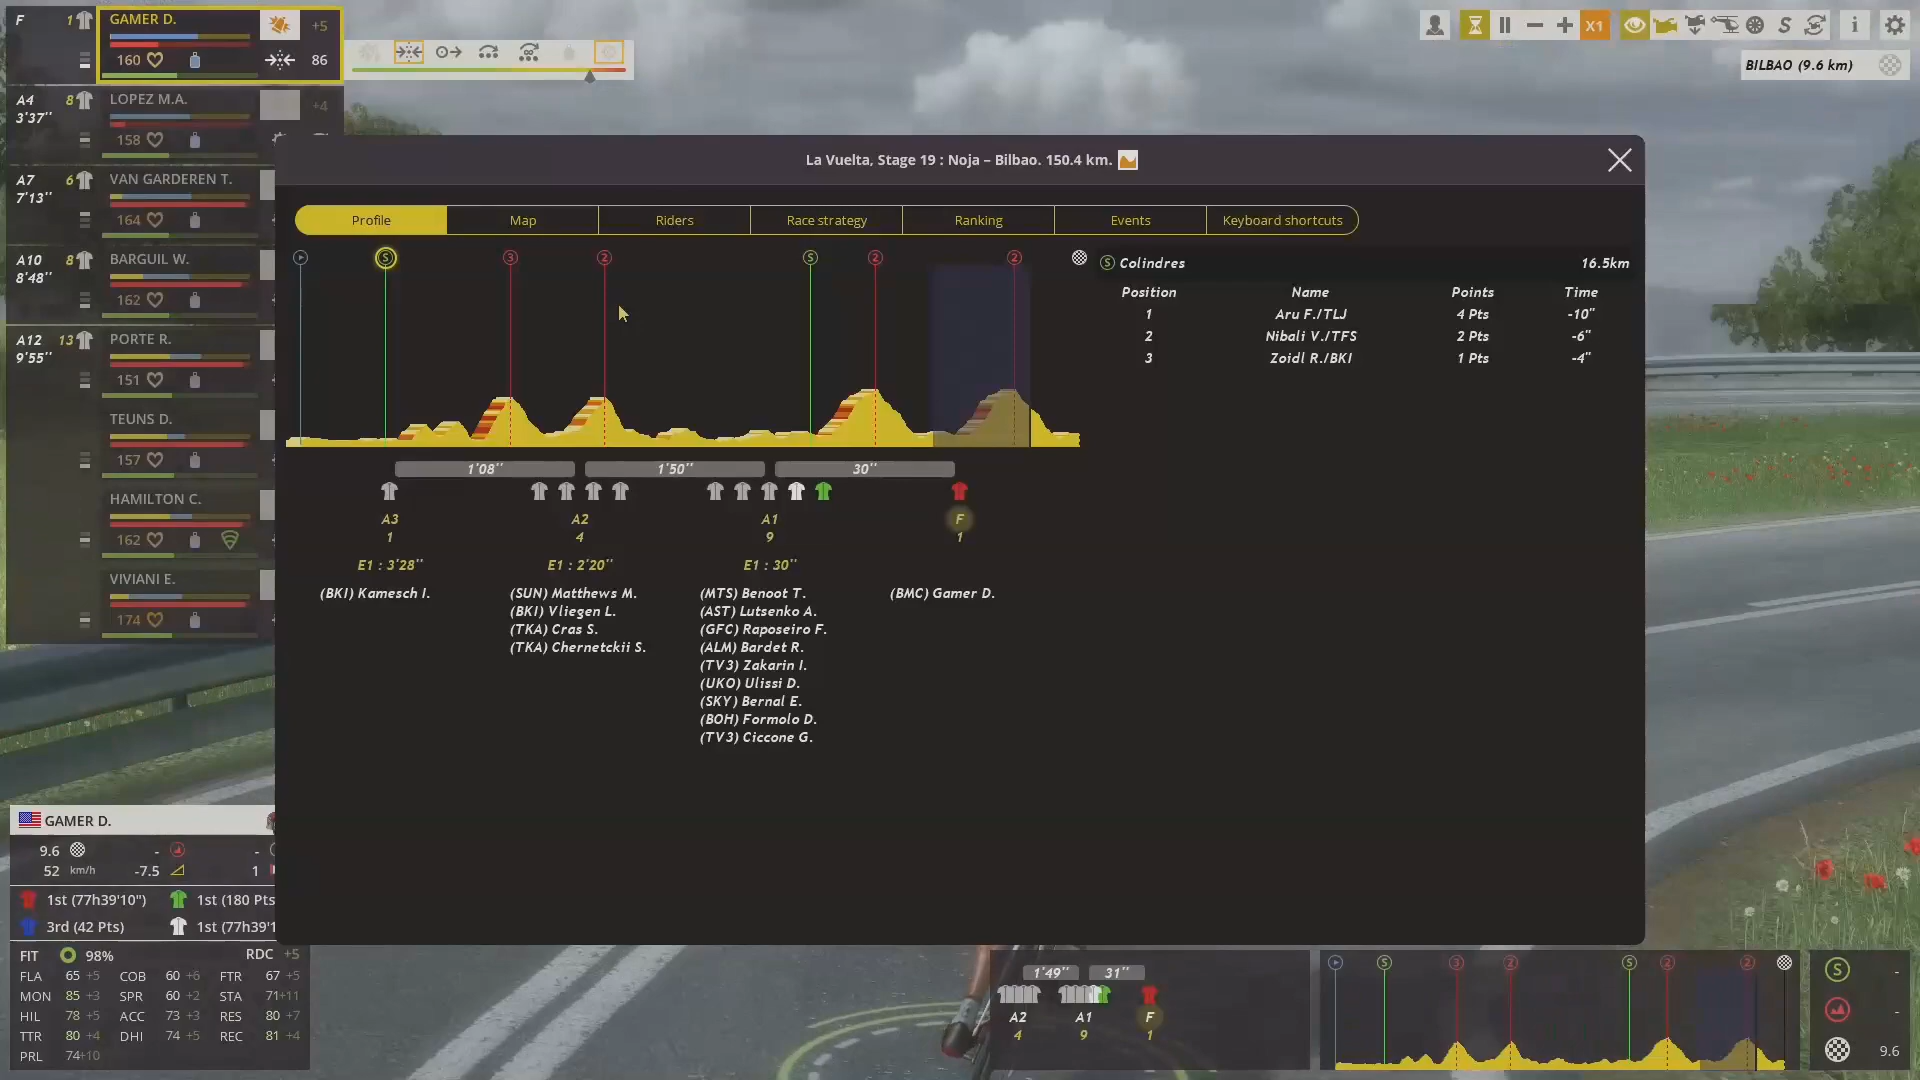 F 1 GAMER D. +5
160 86
A4 8 LOPEZ M.A. +4
3'37''
158
A7 6 VAN GARDEREN T.
7'13''
164
A10 8 BARGUIL W.
8'48''
162
A12 13 PORTE R.
9'55''
151
TEUNS D.
157
HAMILTON C.
162
VIVIANI E.
174
X1
BILBAO (9.6 km)
La Vuelta, Stage 19 : Noja – Bilbao. 150.4 km.
Profile Map Riders Race strategy Ranking Events Keyboard shortcuts
S 3 2 S 2 2
S Colindres 16.5km
Position Name Points Time
1 Aru F./TLJ 4 Pts -10''
2 Nibali V./TFS 2 Pts -6''
3 Zoidl R./BKI 1 Pts -4''
1'08'' 1'50'' 30''
A3 A2 A1 F
1 4 9 1
E1 : 3'28'' E1 : 2'20'' E1 : 30''
(BKI) Kamesch I. (SUN) Matthews M. (MTS) Benoot T. (BMC) Gamer D.
(BKI) Vliegen L. (AST) Lutsenko A.
(TKA) Cras S. (GFC) Raposeiro F.
(TKA) Chernetckii S. (ALM) Bardet R.
(TV3) Zakarin I.
(UKO) Ulissi D.
(SKY) Bernal E.
(BOH) Formolo D.
(TV3) Ciccone G.
GAMER D.
9.6 - -
52 km/h -7.5 1
1st (77h39'10") 1st (180 Pts
3rd (42 Pts) 1st (77h39'1
FIT 98% RDC +5
FLA 65 +5 COB 60 +6 FTR 67 +5
MON 85 +3 SPR 60 +2 STA 71+11
HIL 78 +5 ACC 73 +3 RES 80 +7
TTR 80 +4 DHI 74 +5 REC 81 +4
PRL 74+10
1'49'' 31''
A2 A1 F
4 9 1
S 3 2 S 2 2
S -
-
9.6